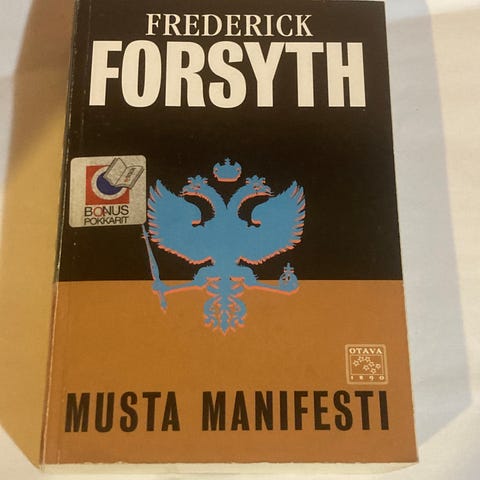 FREDERICK
FORSYTH
BONUS
POKKARIT
OTAVA
1890
MUSTA MANIFESTI